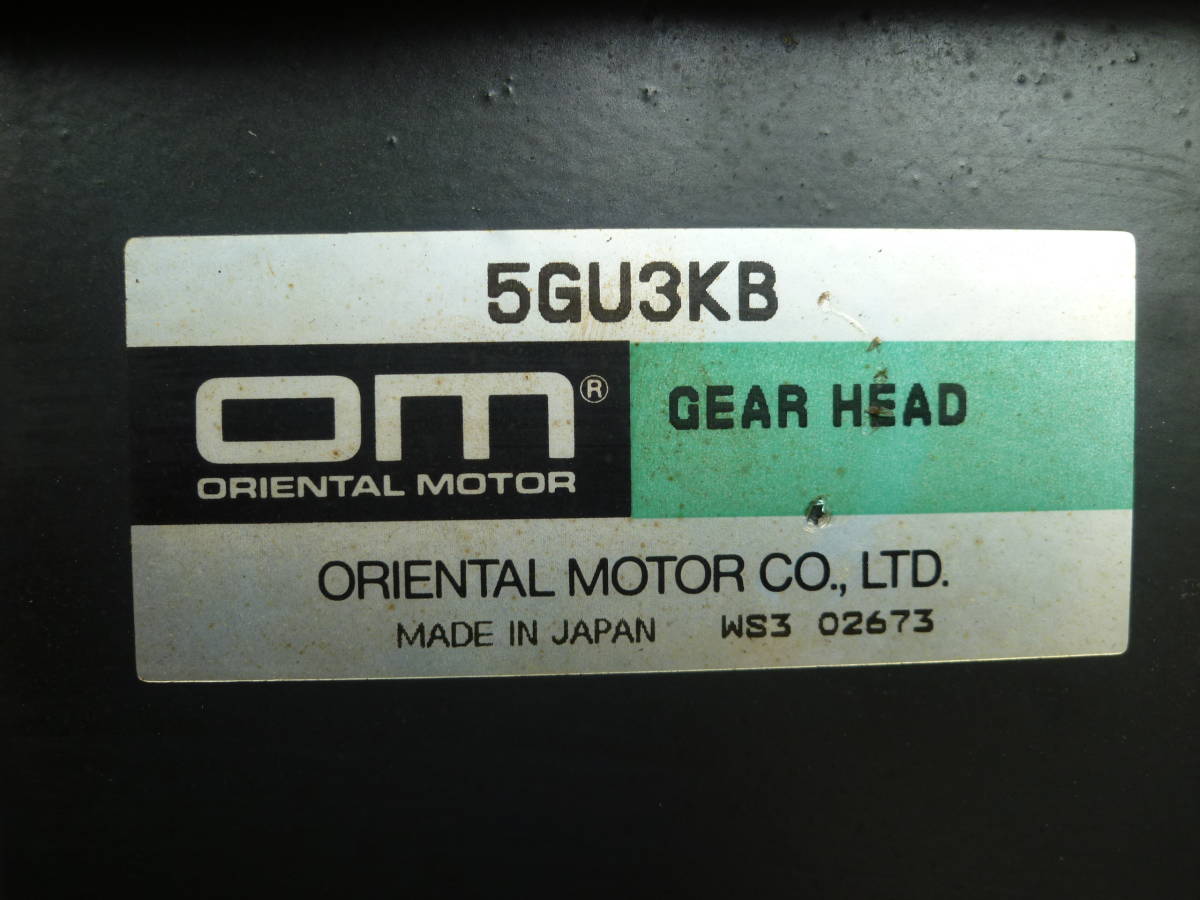 5GU3KB
om®
GEAR HEAD
ORIENTAL MOTOR
ORIENTAL MOTOR CO., LTD.
MADE IN JAPAN WS3 02673